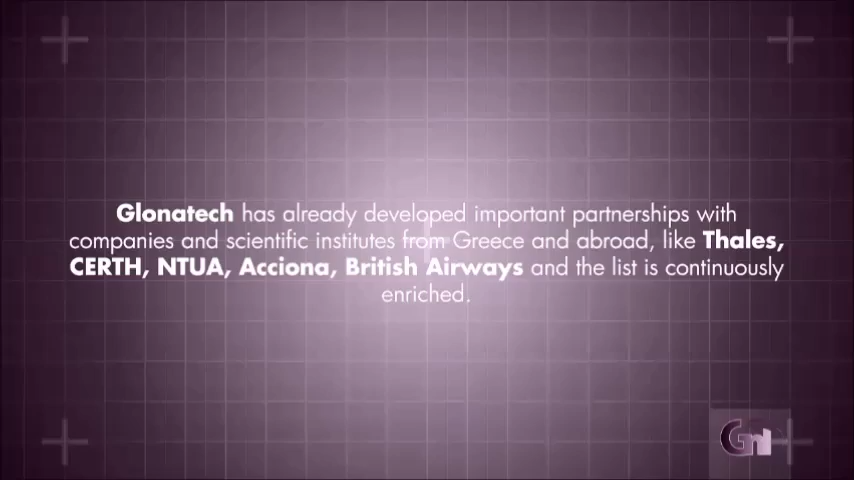 Glonatech has already developed important partnerships with
companies and scientific institutes from Greece and abroad, like Thales,
CERTH, NTUA, Acciona, British Airways and the list is continuously
enriched.